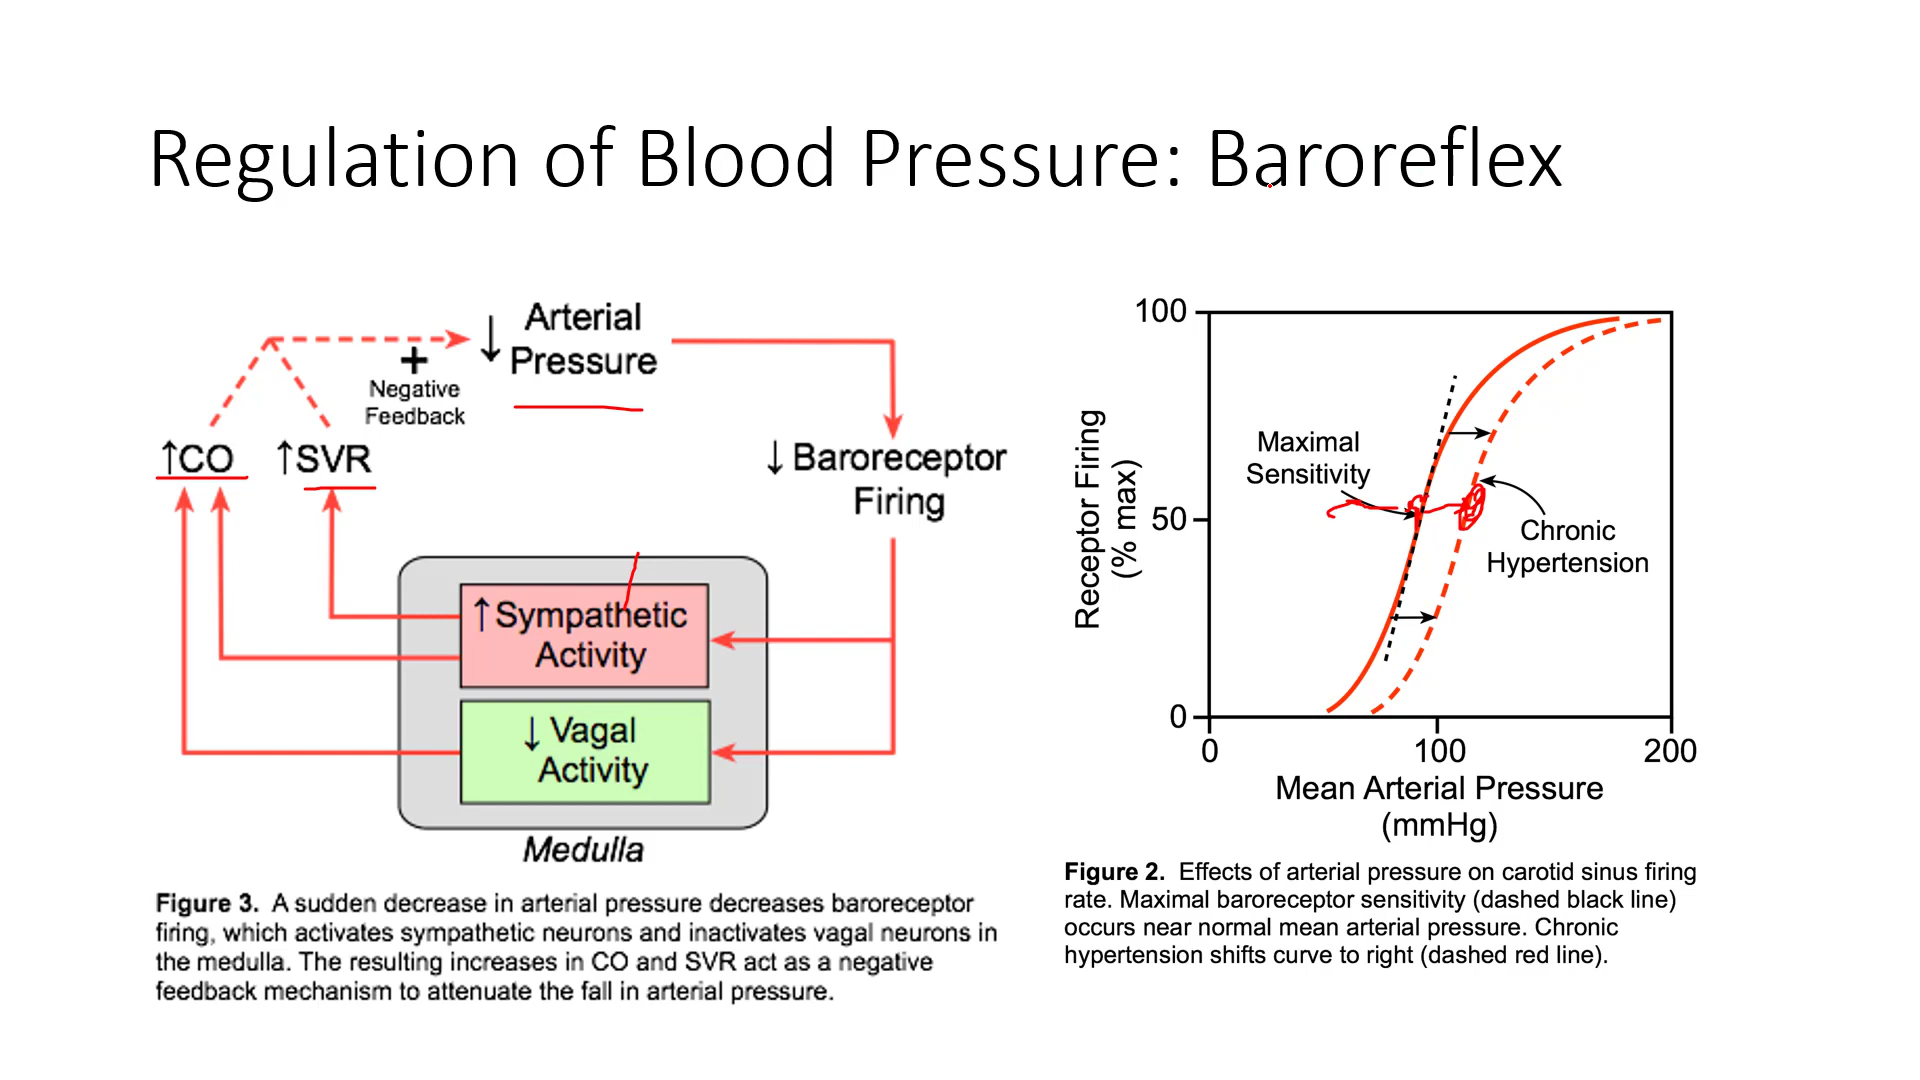 Regulation of Blood Pressure: Baroreflex
↓ Arterial
Pressure
+
Negative
Feedback
↑CO ↑SVR
↓ Baroreceptor
Firing
↑ Sympathetic
Activity
↓ Vagal
Activity
Medulla
Figure 3. A sudden decrease in arterial pressure decreases baroreceptor
firing, which activates sympathetic neurons and inactivates vagal neurons in
the medulla. The resulting increases in CO and SVR act as a negative
feedback mechanism to attenuate the fall in arterial pressure.
Receptor Firing
(% max)
100
50
0
Maximal
Sensitivity
Chronic
Hypertension
0 100 200
Mean Arterial Pressure
(mmHg)
Figure 2. Effects of arterial pressure on carotid sinus firing
rate. Maximal baroreceptor sensitivity (dashed black line)
occurs near normal mean arterial pressure. Chronic
hypertension shifts curve to right (dashed red line).